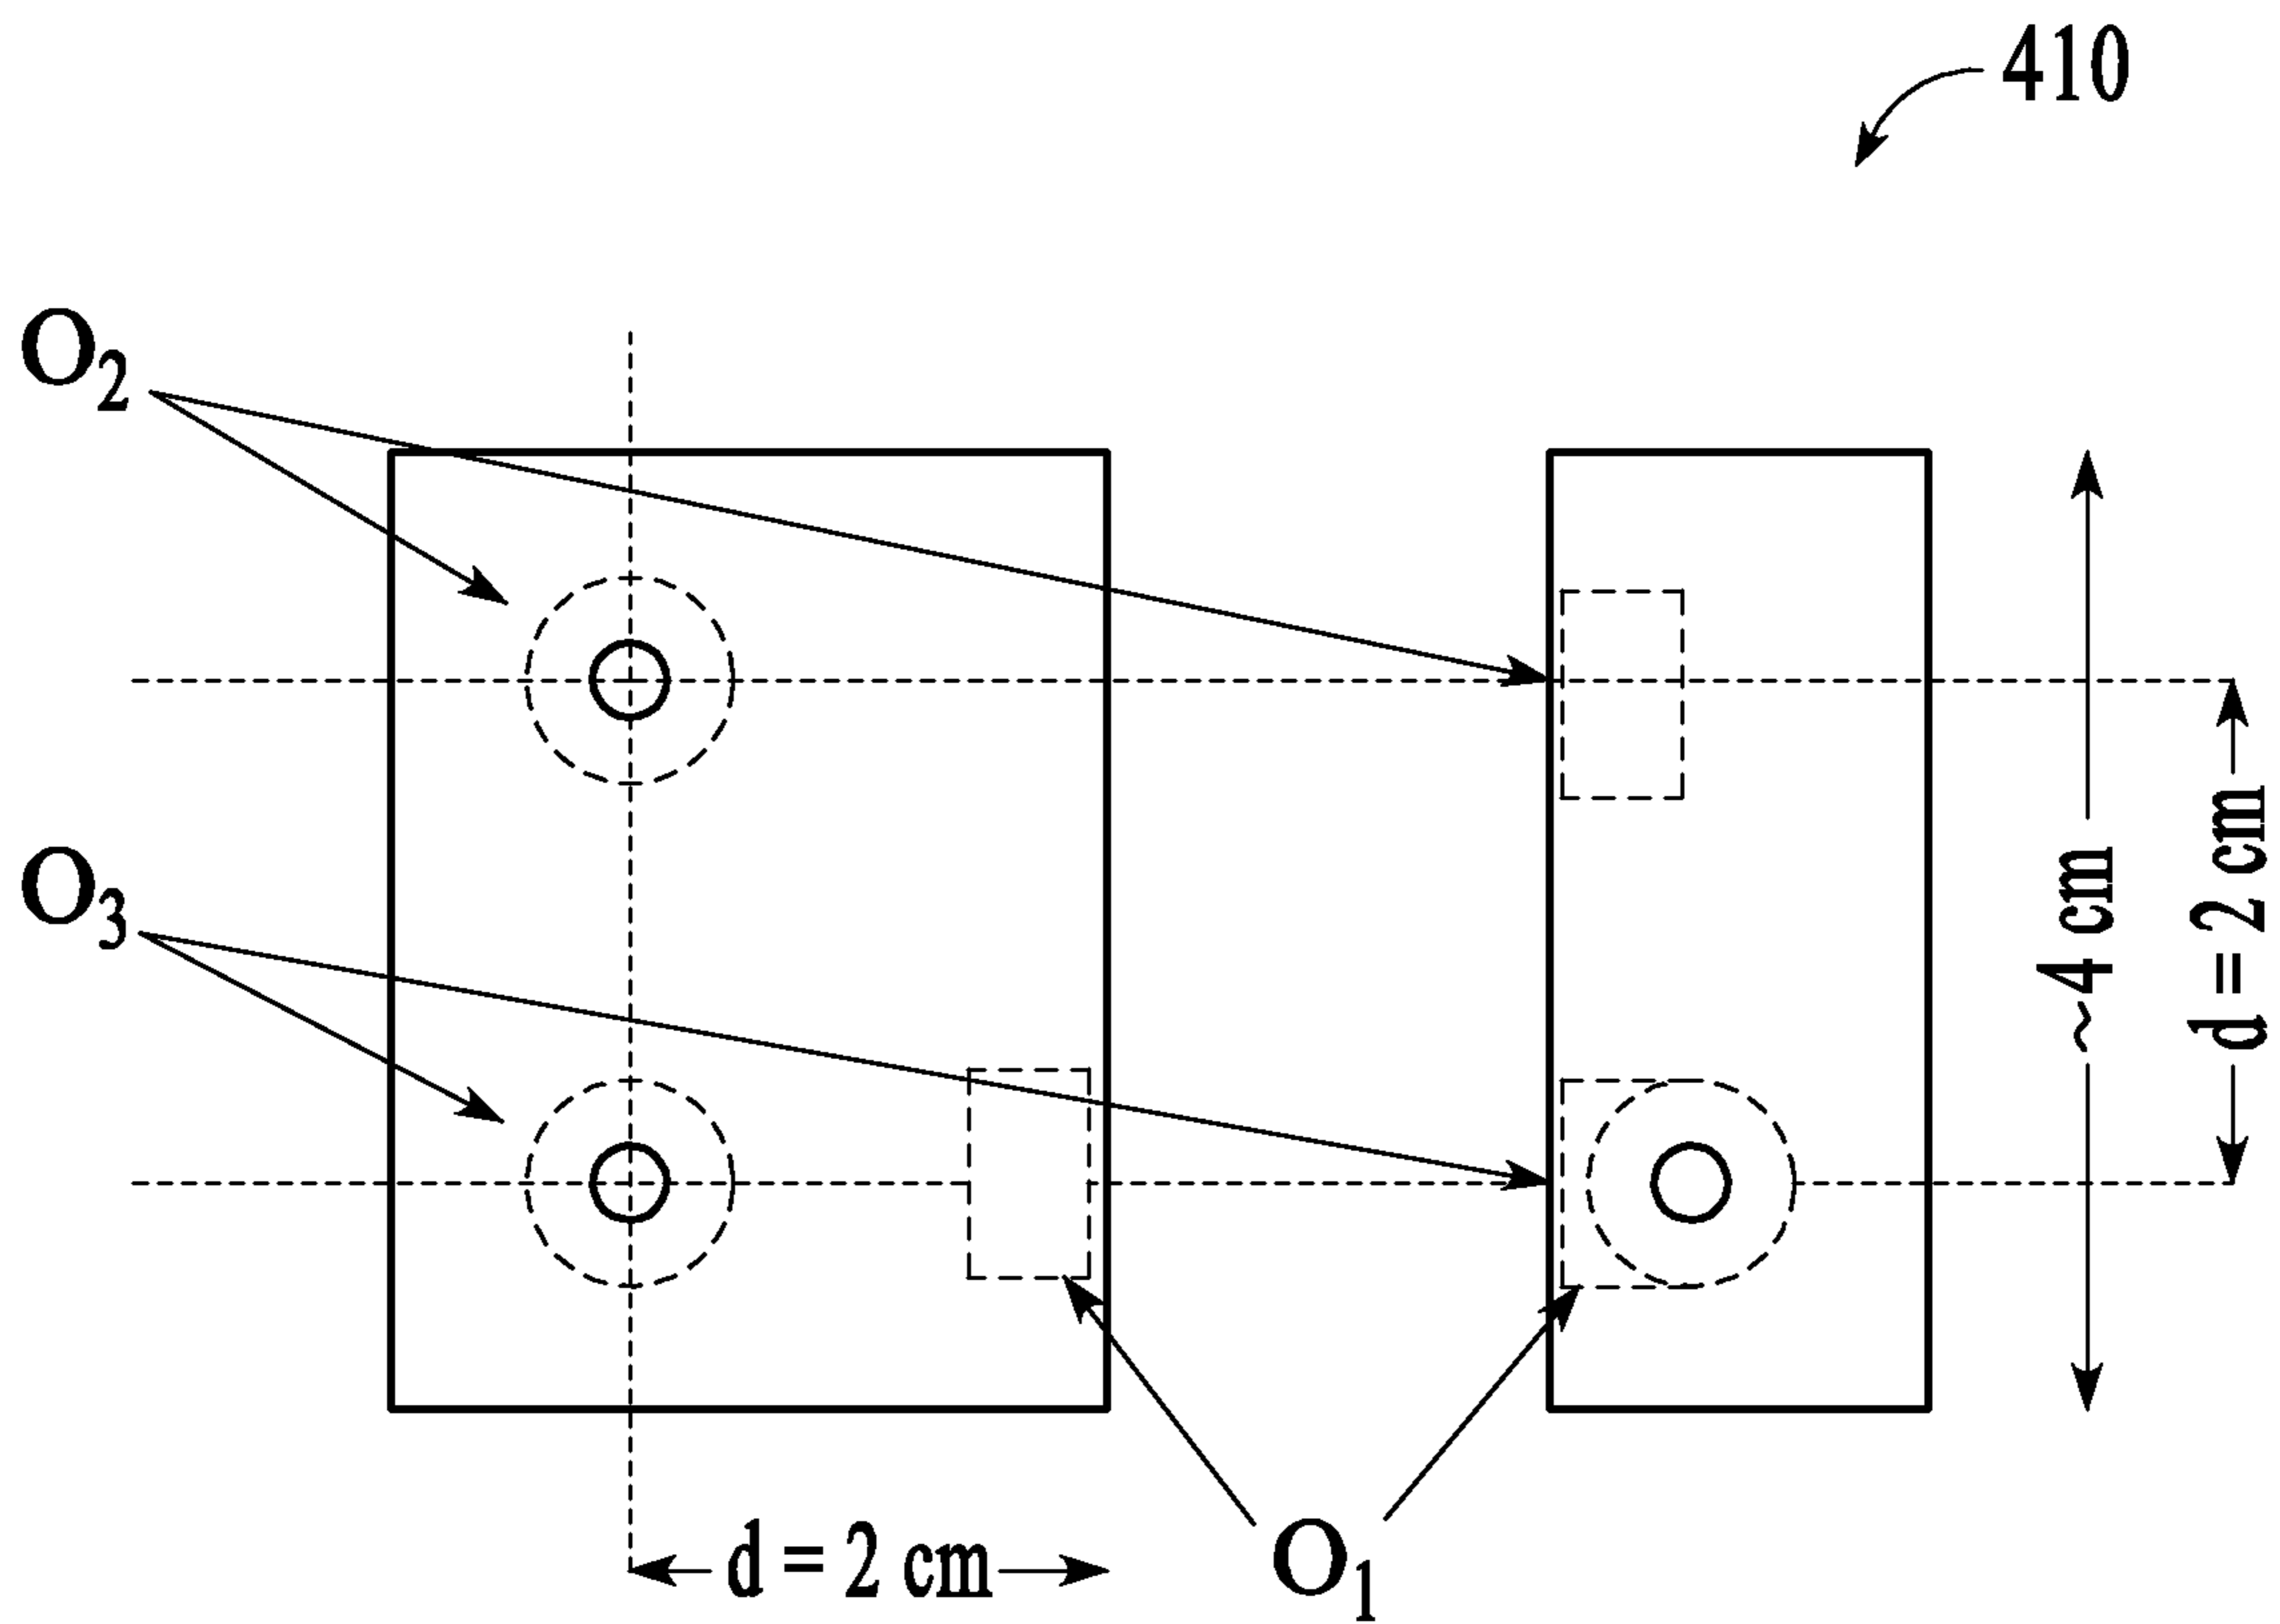 410
O₂
O₃
~4 cm
d = 2 cm
d = 2 cm
O₁